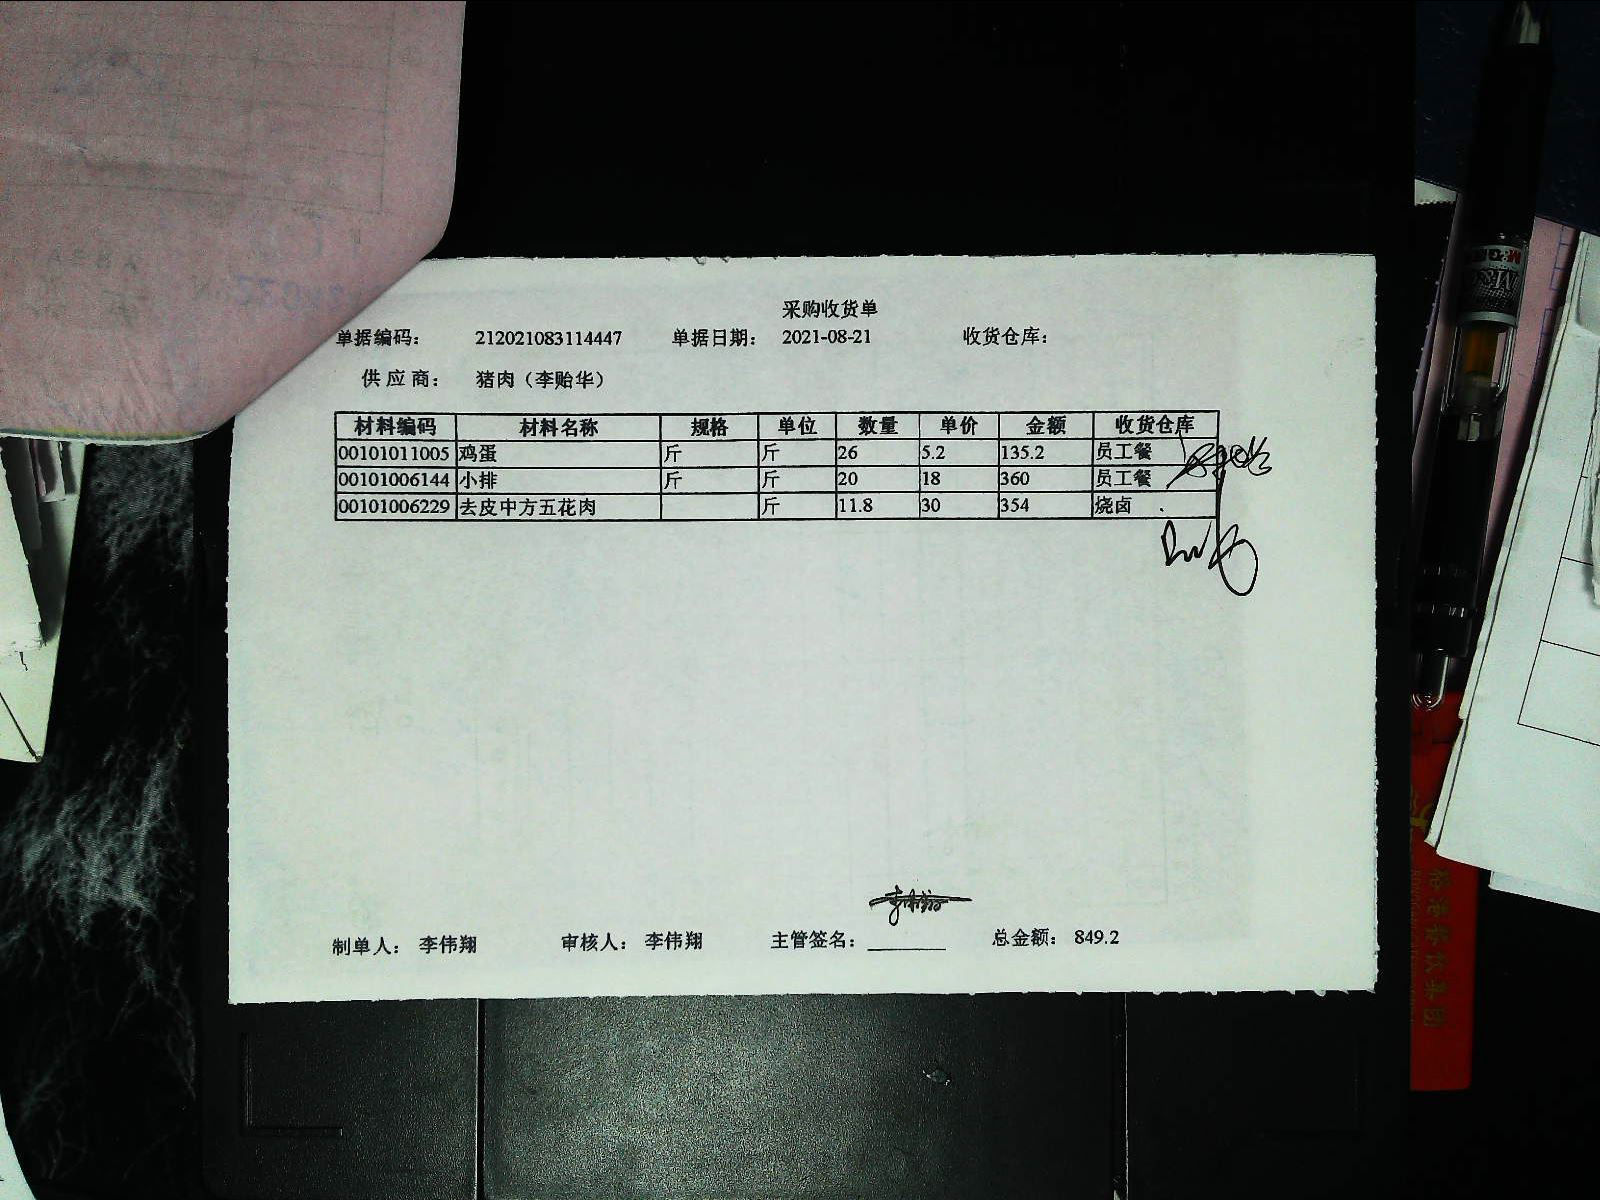 采购收货单
单据编码： 212021083114447 单据日期： 2021-08-21 收货仓库：
供应商： 猪肉（李贻华）
材料编码 材料名称 规格 单位 数量 单价 金额 收货仓库
00101011005 鸡蛋 斤 斤 26 5.2 135.2 员工餐
00101006144 小排 斤 斤 20 18 360 员工餐
00101006229 去皮中方五花肉 斤 11.8 30 354 烧卤
制单人： 李伟翔 审核人： 李伟翔 主管签名： 总金额： 849.2